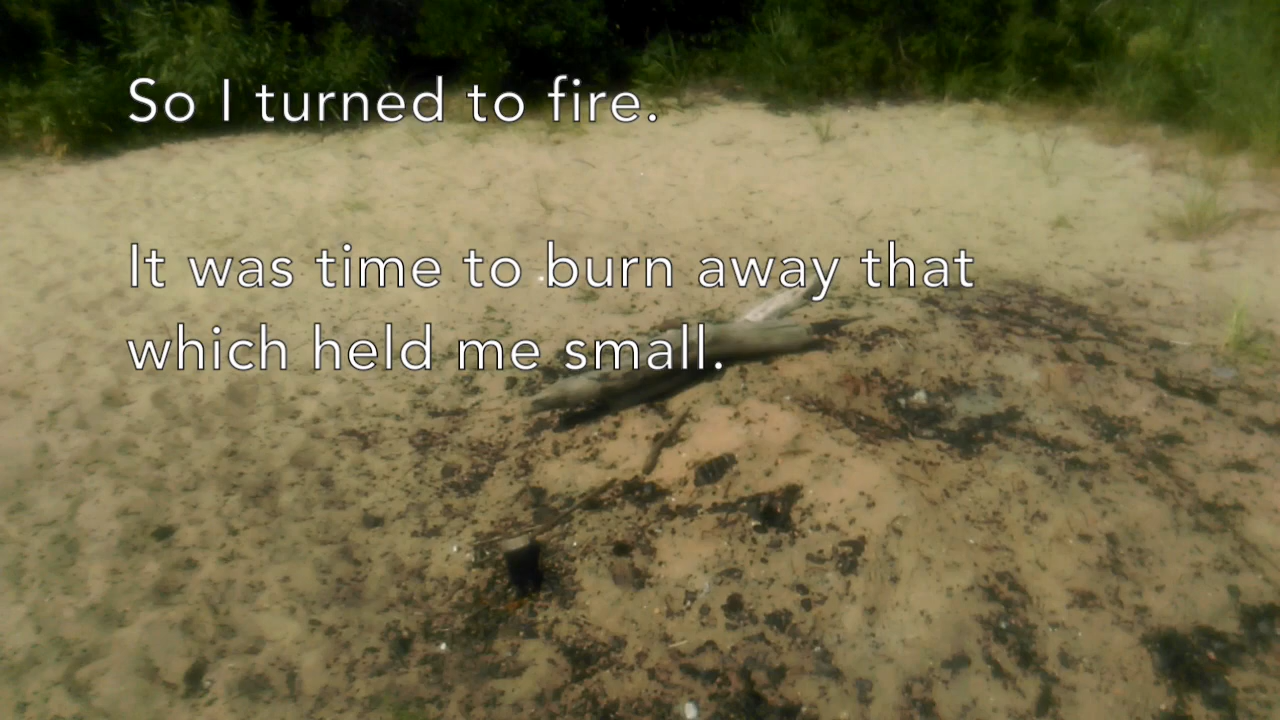 So I turned to fire.
It was time to burn away that
which held me small.